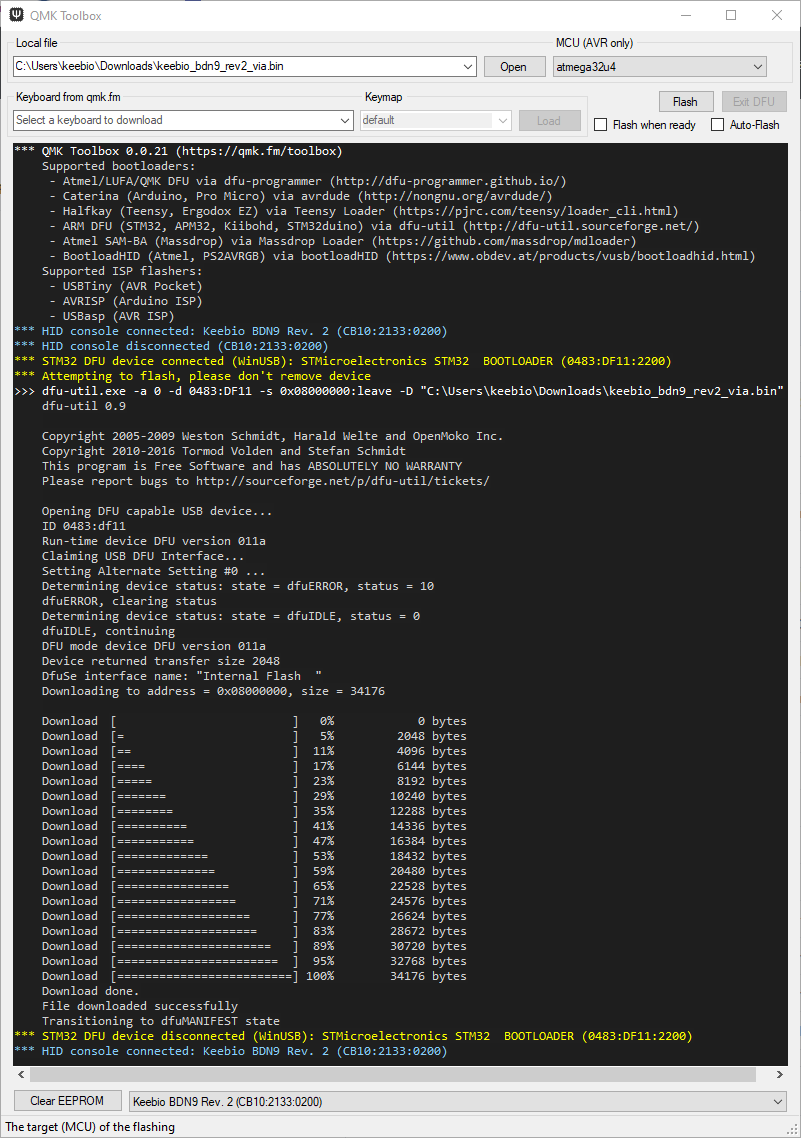 QMK Toolbox
Local file
MCU (AVR only)
C:\Users\keebio\Downloads\keebio_bdn9_rev2_via.bin
Open
atmega32u4
Keyboard from qmk.fm
Keymap
Flash
Exit DFU
Select a keyboard to download
default
Load
Flash when ready
Auto-Flash
*** QMK Toolbox 0.0.21 (https://qmk.fm/toolbox)
Supported bootloaders:
- Atmel/LUFA/QMK DFU via dfu-programmer (http://dfu-programmer.github.io/)
- Caterina (Arduino, Pro Micro) via avrdude (http://nongnu.org/avrdude/)
- Halfkay (Teensy, Ergodox EZ) via Teensy Loader (https://pjrc.com/teensy/loader_cli.html)
- ARM DFU (STM32, APM32, Kiibohd, STM32duino) via dfu-util (http://dfu-util.sourceforge.net/)
- Atmel SAM-BA (Massdrop) via Massdrop Loader (https://github.com/massdrop/mdloader)
- BootloadHID (Atmel, PS2AVRGB) via bootloadHID (https://www.obdev.at/products/vusb/bootloadhid.html)
Supported ISP flashers:
- USBTiny (AVR Pocket)
- AVRISP (Arduino ISP)
- USBasp (AVR ISP)
*** HID console connected: Keebio BDN9 Rev. 2 (CB10:2133:0200)
*** HID console disconnected (CB10:2133:0200)
*** STM32 DFU device connected (WinUSB): STMicroelectronics STM32  BOOTLOADER (0483:DF11:2200)
*** Attempting to flash, please don't remove device
>>> dfu-util.exe -a 0 -d 0483:DF11 -s 0x08000000:leave -D "C:\Users\keebio\Downloads\keebio_bdn9_rev2_via.bin"
dfu-util 0.9
Copyright 2005-2009 Weston Schmidt, Harald Welte and OpenMoko Inc.
Copyright 2010-2016 Tormod Volden and Stefan Schmidt
This program is Free Software and has ABSOLUTELY NO WARRANTY
Please report bugs to http://sourceforge.net/p/dfu-util/tickets/
Opening DFU capable USB device...
ID 0483:df11
Run-time device DFU version 011a
Claiming USB DFU Interface...
Setting Alternate Setting #0 ...
Determining device status: state = dfuERROR, status = 10
dfuERROR, clearing status
Determining device status: state = dfuIDLE, status = 0
dfuIDLE, continuing
DFU mode device DFU version 011a
Device returned transfer size 2048
DfuSe interface name: "Internal Flash  "
Downloading to address = 0x08000000, size = 34176
Download [                         ] 0% 0 bytes
Download [=                        ] 5% 2048 bytes
Download [==                       ] 11% 4096 bytes
Download [====                     ] 17% 6144 bytes
Download [=====                    ] 23% 8192 bytes
Download [=======                  ] 29% 10240 bytes
Download [========                 ] 35% 12288 bytes
Download [==========               ] 41% 14336 bytes
Download [===========              ] 47% 16384 bytes
Download [=============            ] 53% 18432 bytes
Download [==============           ] 59% 20480 bytes
Download [================         ] 65% 22528 bytes
Download [=================        ] 71% 24576 bytes
Download [===================      ] 77% 26624 bytes
Download [====================     ] 83% 28672 bytes
Download [======================   ] 89% 30720 bytes
Download [=======================  ] 95% 32768 bytes
Download [=========================] 100% 34176 bytes
Download done.
File downloaded successfully
Transitioning to dfuMANIFEST state
*** STM32 DFU device disconnected (WinUSB): STMicroelectronics STM32  BOOTLOADER (0483:DF11:2200)
*** HID console connected: Keebio BDN9 Rev. 2 (CB10:2133:0200)
Clear EEPROM
Keebio BDN9 Rev. 2 (CB10:2133:0200)
The target (MCU) of the flashing